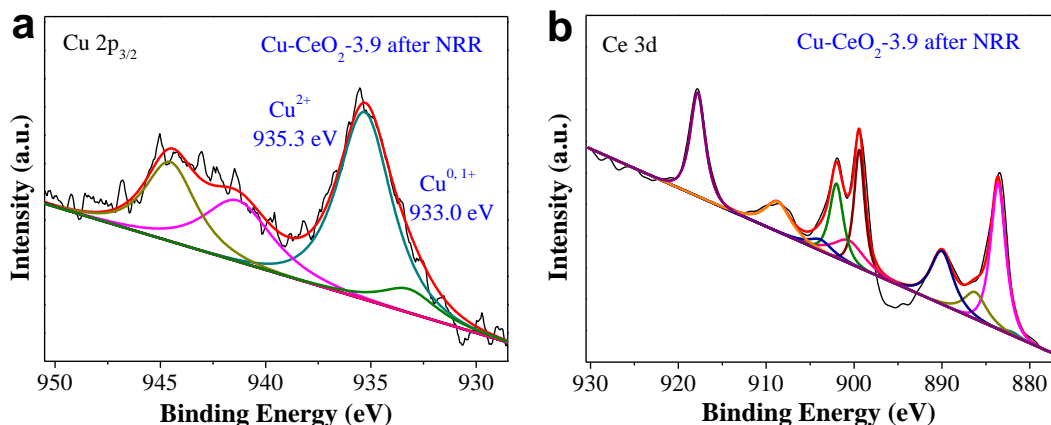 a
Cu 2p3/2
Cu-CeO2-3.9 after NRR
Cu2+
935.3 eV
Cu0, 1+
933.0 eV
Intensity (a.u.)
950 945 940 935 930
Binding Energy (eV)
b
Ce 3d
Cu-CeO2-3.9 after NRR
Intensity (a.u.)
930 920 910 900 890 880
Binding Energy (eV)